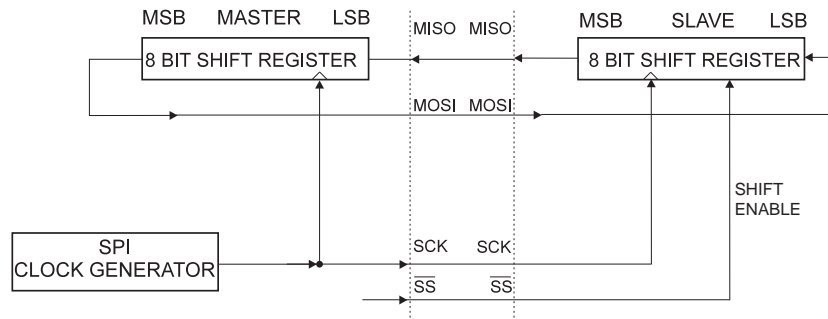 MSB MASTER LSB
8 BIT SHIFT REGISTER
MISO MISO
MSB SLAVE LSB
8 BIT SHIFT REGISTER
MOSI MOSI
SHIFT
ENABLE
SPI
CLOCK GENERATOR
SCK SCK
SS SS